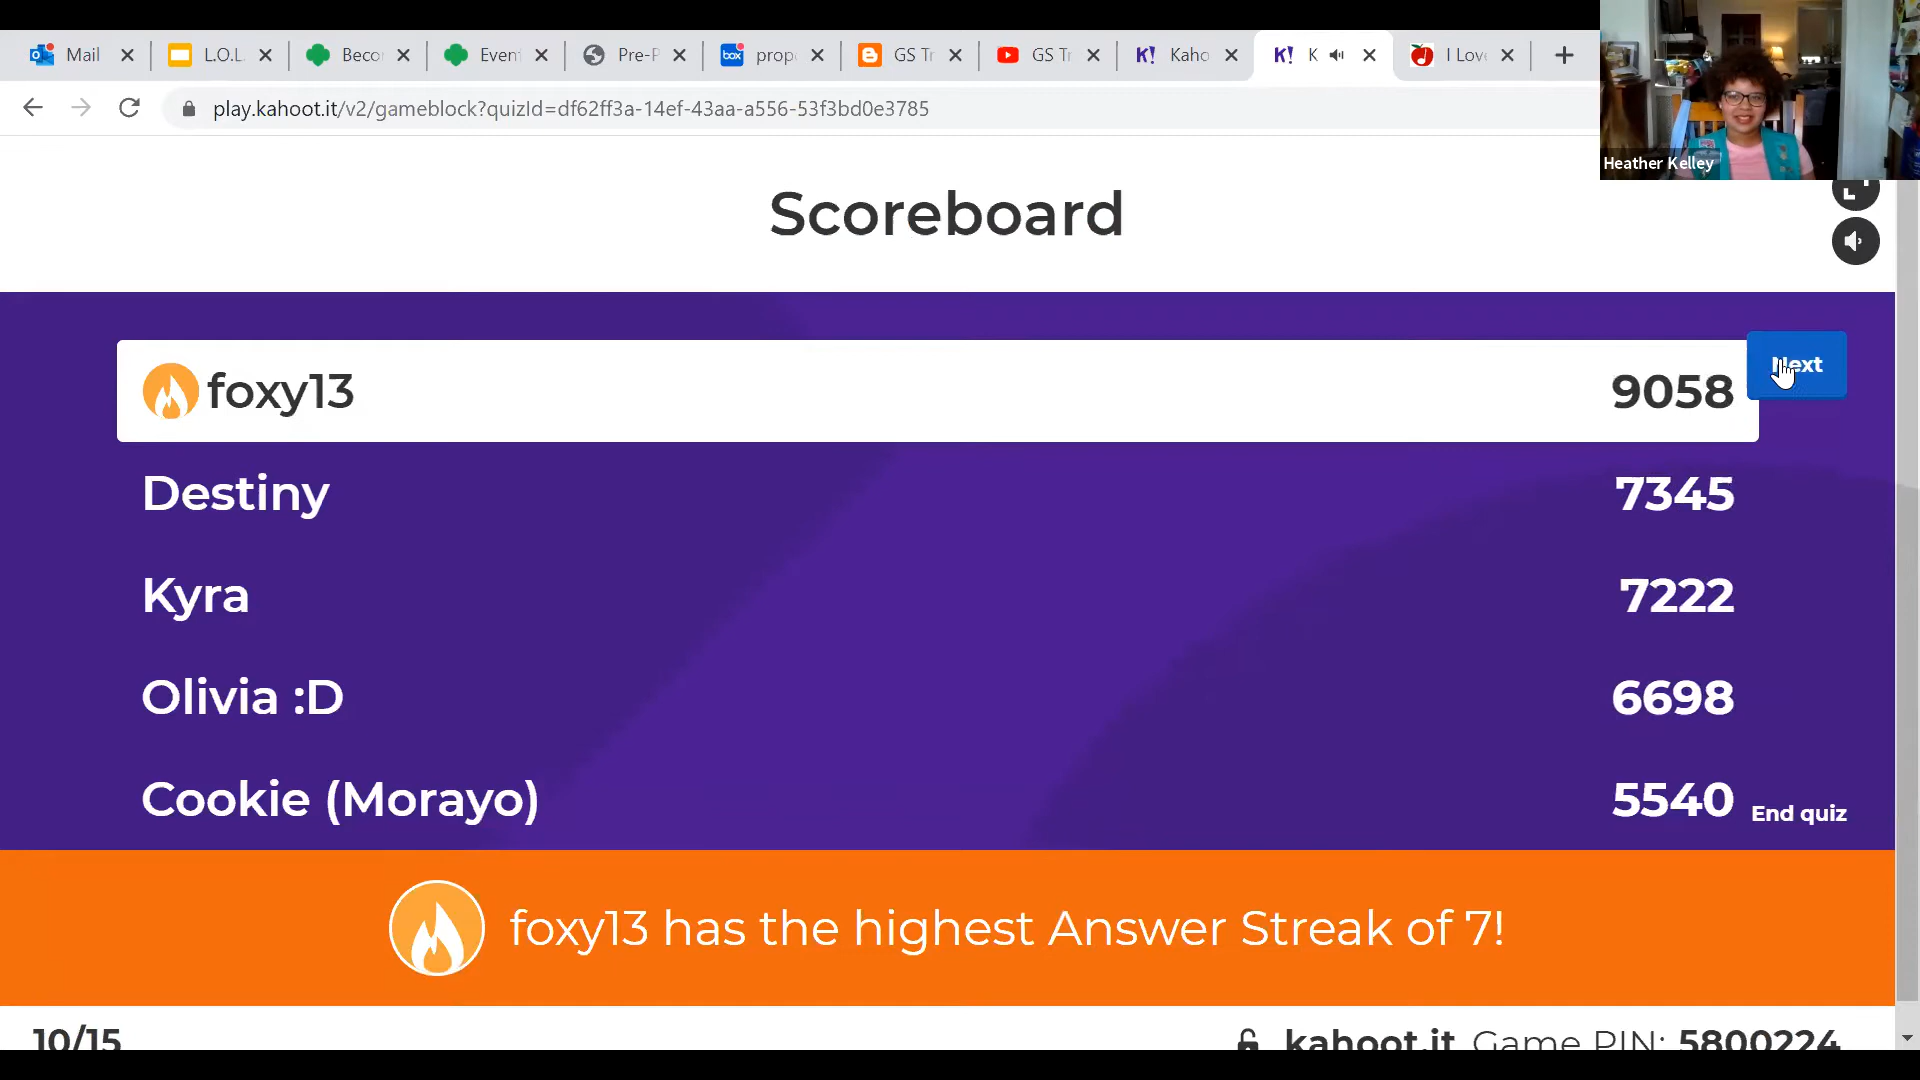 Mail L.O.L. Beco Even Pre-P box prop GS Tr GS Tr K! Kaho K! K I Lov
play.kahoot.it/v2/gameblock?quizId=df62ff3a-14ef-43aa-a556-53f3bd0e3785
Heather Kelley
Scoreboard
foxy13 9058 Next
Destiny 7345
Kyra 7222
Olivia :D 6698
Cookie (Morayo) 5540 End quiz
foxy13 has the highest Answer Streak of 7!
10/15 kahoot.it Game PIN: 5800224